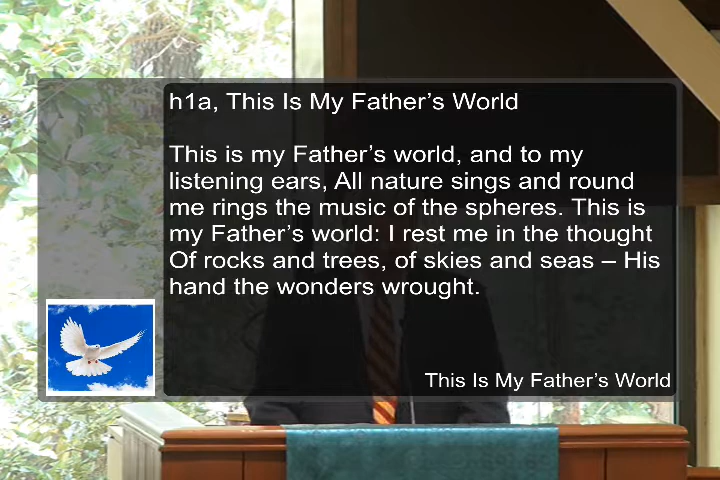 h1a, This Is My Father’s World
This is my Father’s world, and to my
listening ears, All nature sings and round
me rings the music of the spheres. This is
my Father’s world: I rest me in the thought
Of rocks and trees, of skies and seas – His
hand the wonders wrought.
This Is My Father’s World